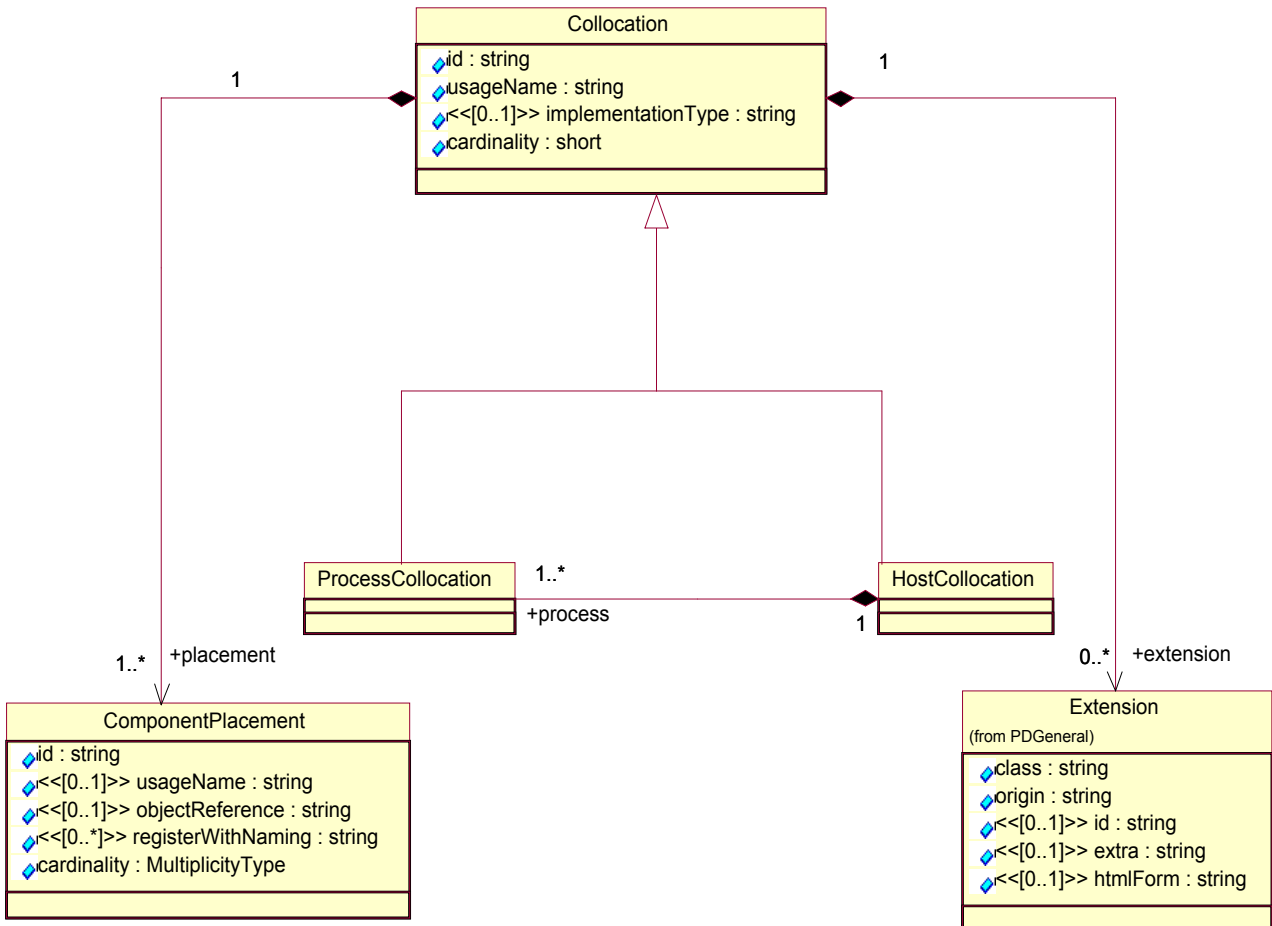 Collocation
id : string
usageName : string
<<[0..1]>> implementationType : string
cardinality : short
1
1
ProcessCollocation
1..*
+process
HostCollocation
1
1..*
+placement
0..*
+extension
ComponentPlacement
id : string
<<[0..1]>> usageName : string
<<[0..1]>> objectReference : string
<<[0..*]>> registerWithNaming : string
cardinality : MultiplicityType
Extension
(from PDGeneral)
class : string
origin : string
<<[0..1]>> id : string
<<[0..1]>> extra : string
<<[0..1]>> htmlForm : string